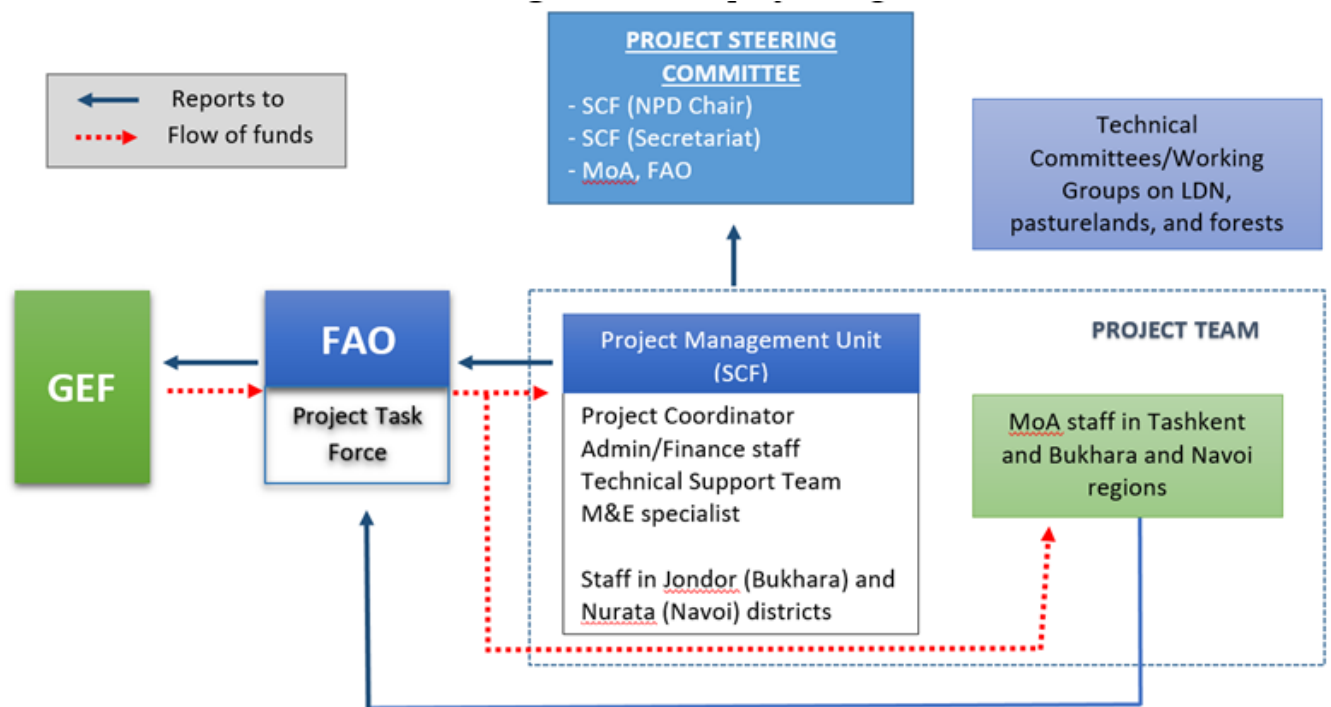 PROJECT STEERING
COMMITTEE
- SCF (NPD Chair)
- SCF (Secretariat)
- MoA, FAO
Reports to
Flow of funds
Technical
Committees/Working
Groups on LDN,
pasturelands, and forests
GEF
FAO
Project Task
Force
Project Management Unit
(SCF)
Project Coordinator
Admin/Finance staff
Technical Support Team
M&E specialist
Staff in Jondor (Bukhara) and
Nurata (Navoi) districts
PROJECT TEAM
MoA staff in Tashkent
and Bukhara and Navoi
regions